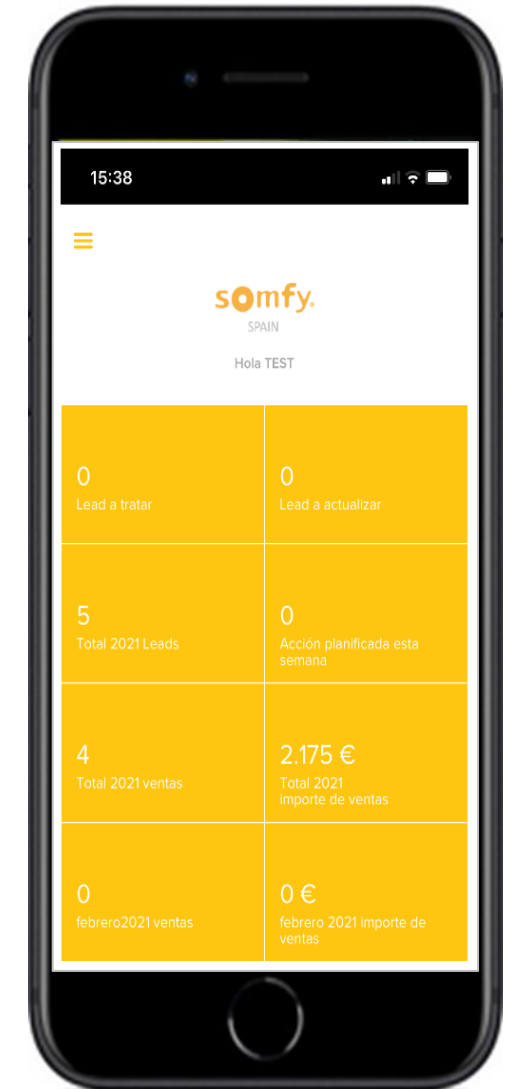 15:38
somfy.
SPAIN
Hola TEST
0
Lead a tratar
0
Lead a actualizar
5
Total 2021 Leads
0
Acción planificada esta
semana
4
Total 2021 ventas
2.175 €
Total 2021
importe de ventas
0
febrero2021 ventas
0 €
febrero 2021 importe de
ventas